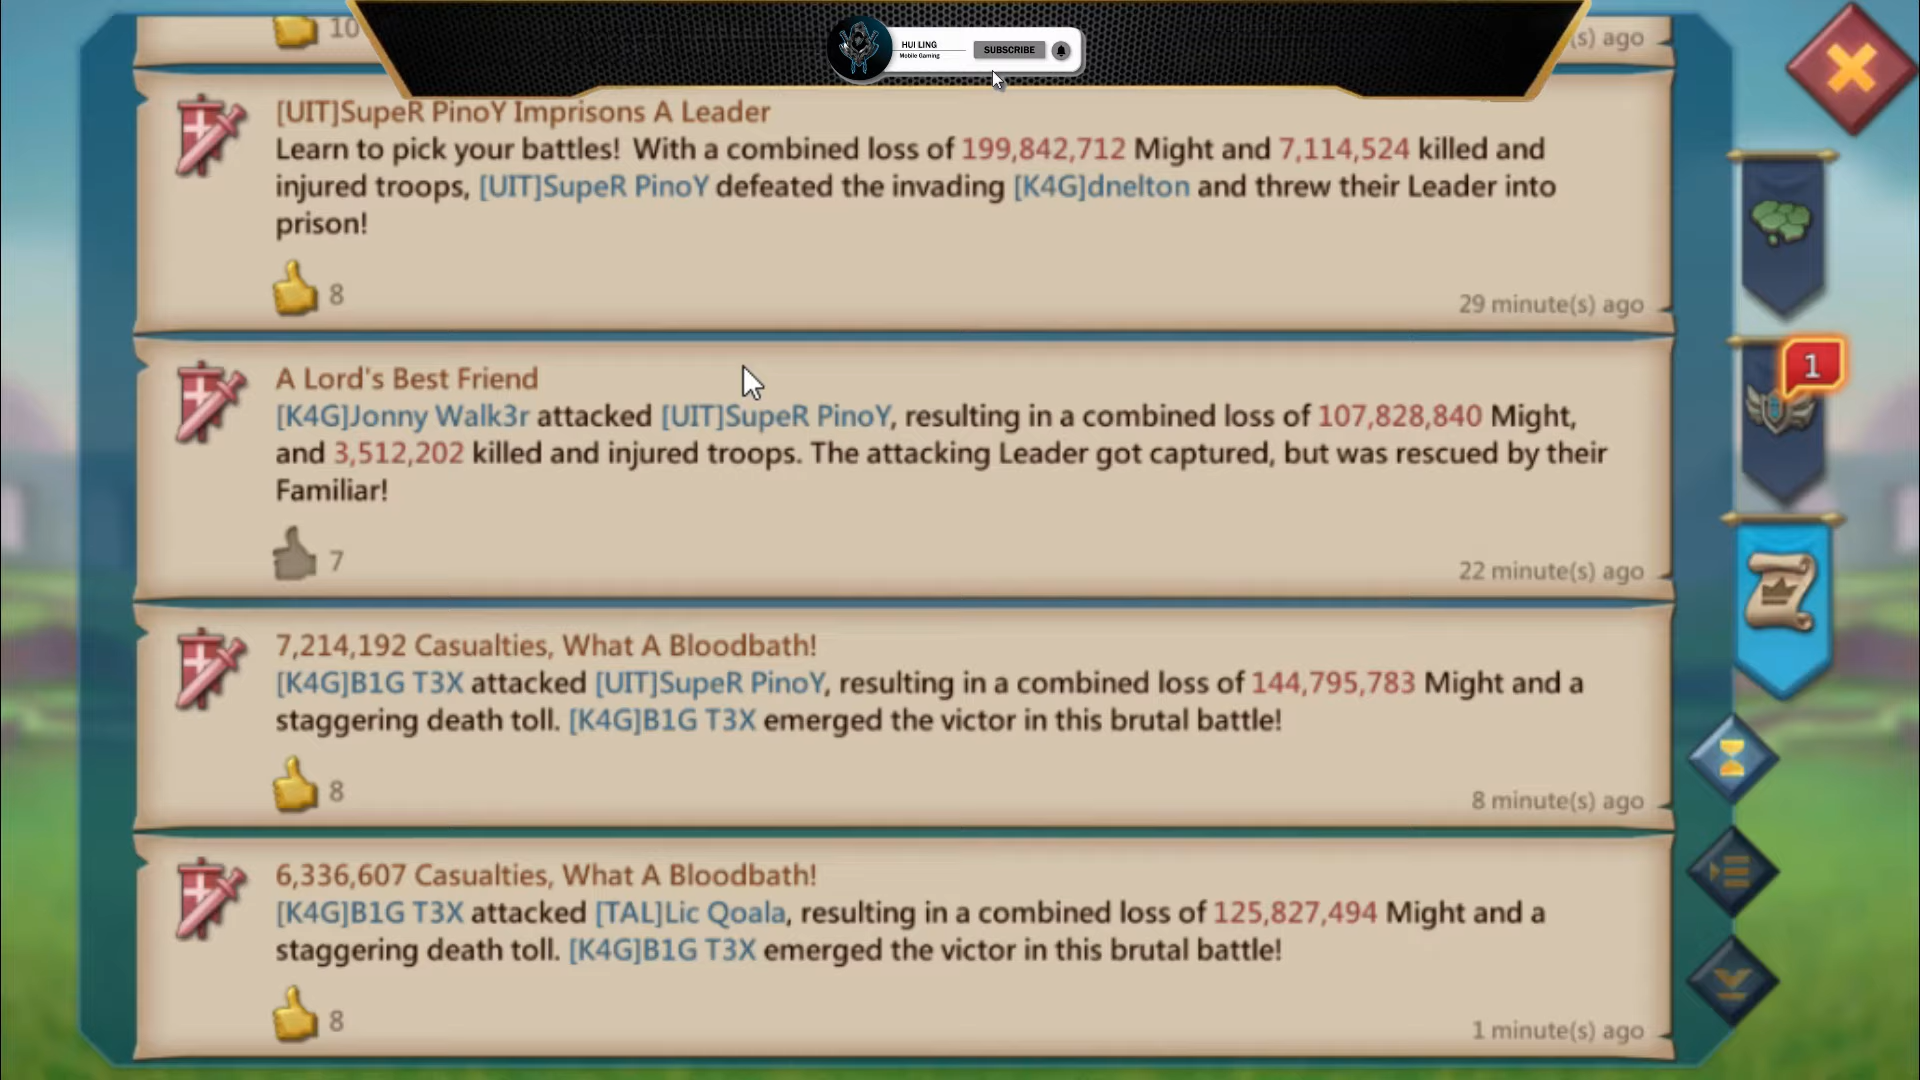 10
(s) ago
HUI LING
Mobile Gaming
SUBSCRIBE
[UIT]SupeR PinoY Imprisons A Leader
Learn to pick your battles! With a combined loss of 199,842,712 Might and 7,114,524 killed and
injured troops, [UIT]SupeR PinoY defeated the invading [K4G]dnelton and threw their Leader into
prison!
8
29 minute(s) ago
A Lord's Best Friend
[K4G]Jonny Walk3r attacked [UIT]SupeR PinoY, resulting in a combined loss of 107,828,840 Might,
and 3,512,202 killed and injured troops. The attacking Leader got captured, but was rescued by their
Familiar!
7
22 minute(s) ago
1
7,214,192 Casualties, What A Bloodbath!
[K4G]B1G T3X attacked [UIT]SupeR PinoY, resulting in a combined loss of 144,795,783 Might and a
staggering death toll. [K4G]B1G T3X emerged the victor in this brutal battle!
8
8 minute(s) ago
6,336,607 Casualties, What A Bloodbath!
[K4G]B1G T3X attacked [TAL]Lic Qoala, resulting in a combined loss of 125,827,494 Might and a
staggering death toll. [K4G]B1G T3X emerged the victor in this brutal battle!
8
1 minute(s) ago